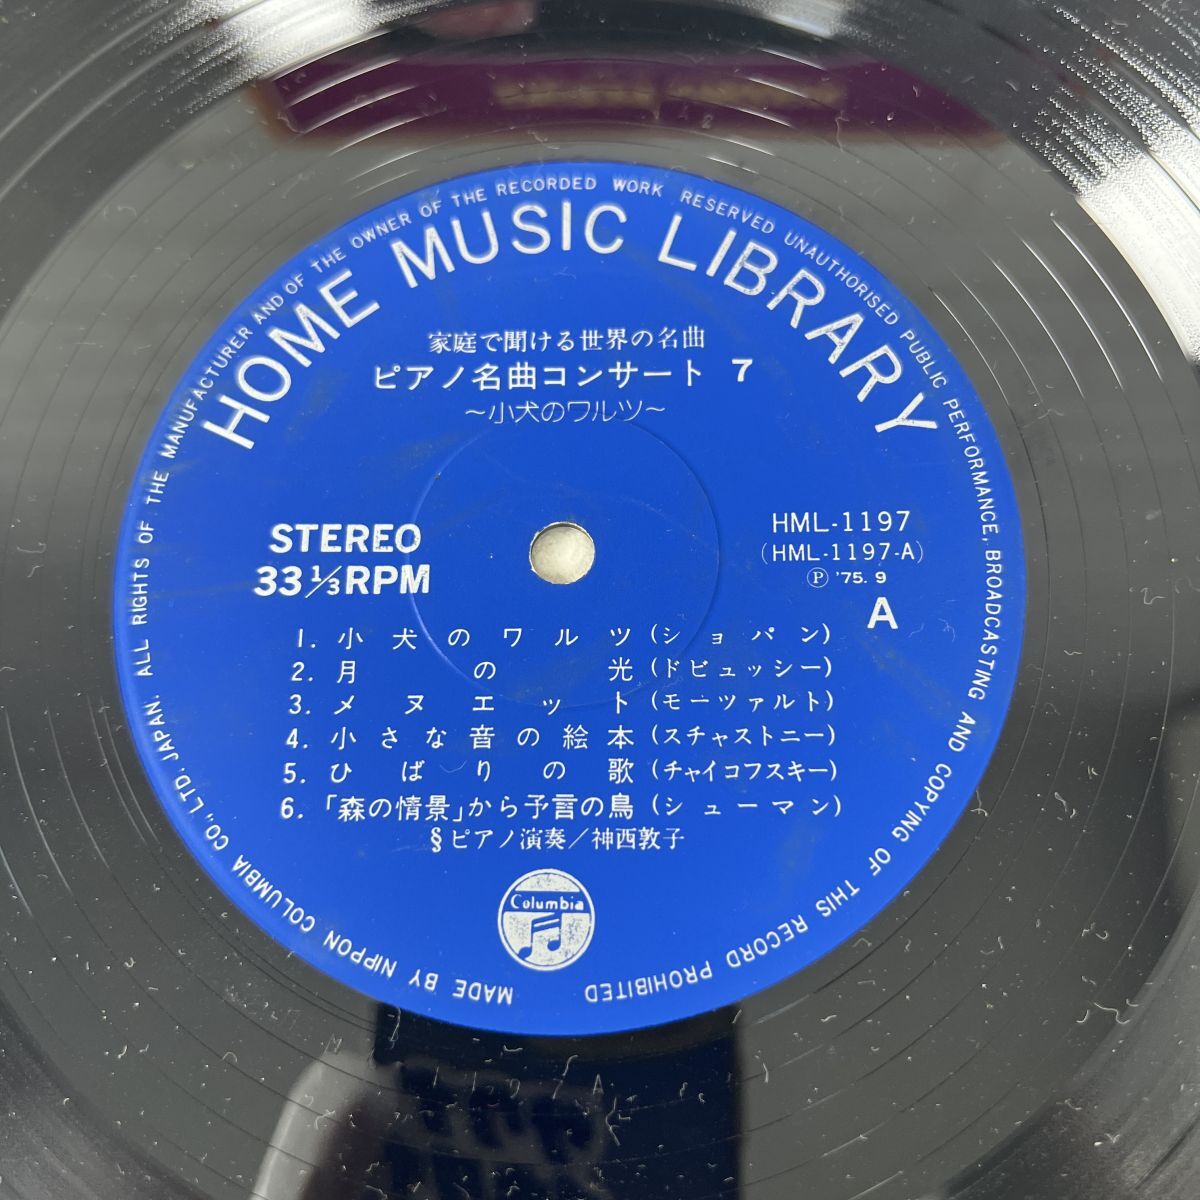 ALL RIGHTS OF THE MANUFACTURER AND OF THE OWNER OF THE RECORDED WORK RESERVED UNAUTHORISED PUBLIC PERFORMANCE, BROADCASTING AND COPYING OF THIS RECORD PROHIBITED
HOME MUSIC LIBRARY
家庭で聞ける世界の名曲
ピアノ名曲コンサート 7
~小犬のワルツ~
STEREO
33 1/3 RPM
HML-1197
(HML-1197-A)
Ⓟ '75. 9
A
1. 小犬のワルツ(ショパン)
2. 月の光(ドビュッシー)
3. メヌエット(モーツァルト)
4. 小さな音の絵本(スチャストニー)
5. ひばりの歌(チャイコフスキー)
6. 「森の情景」から予言の鳥(シューマン)
§ピアノ演奏/神西敦子
Columbia
MADE BY NIPPON COLUMBIA CO., LTD. JAPAN.